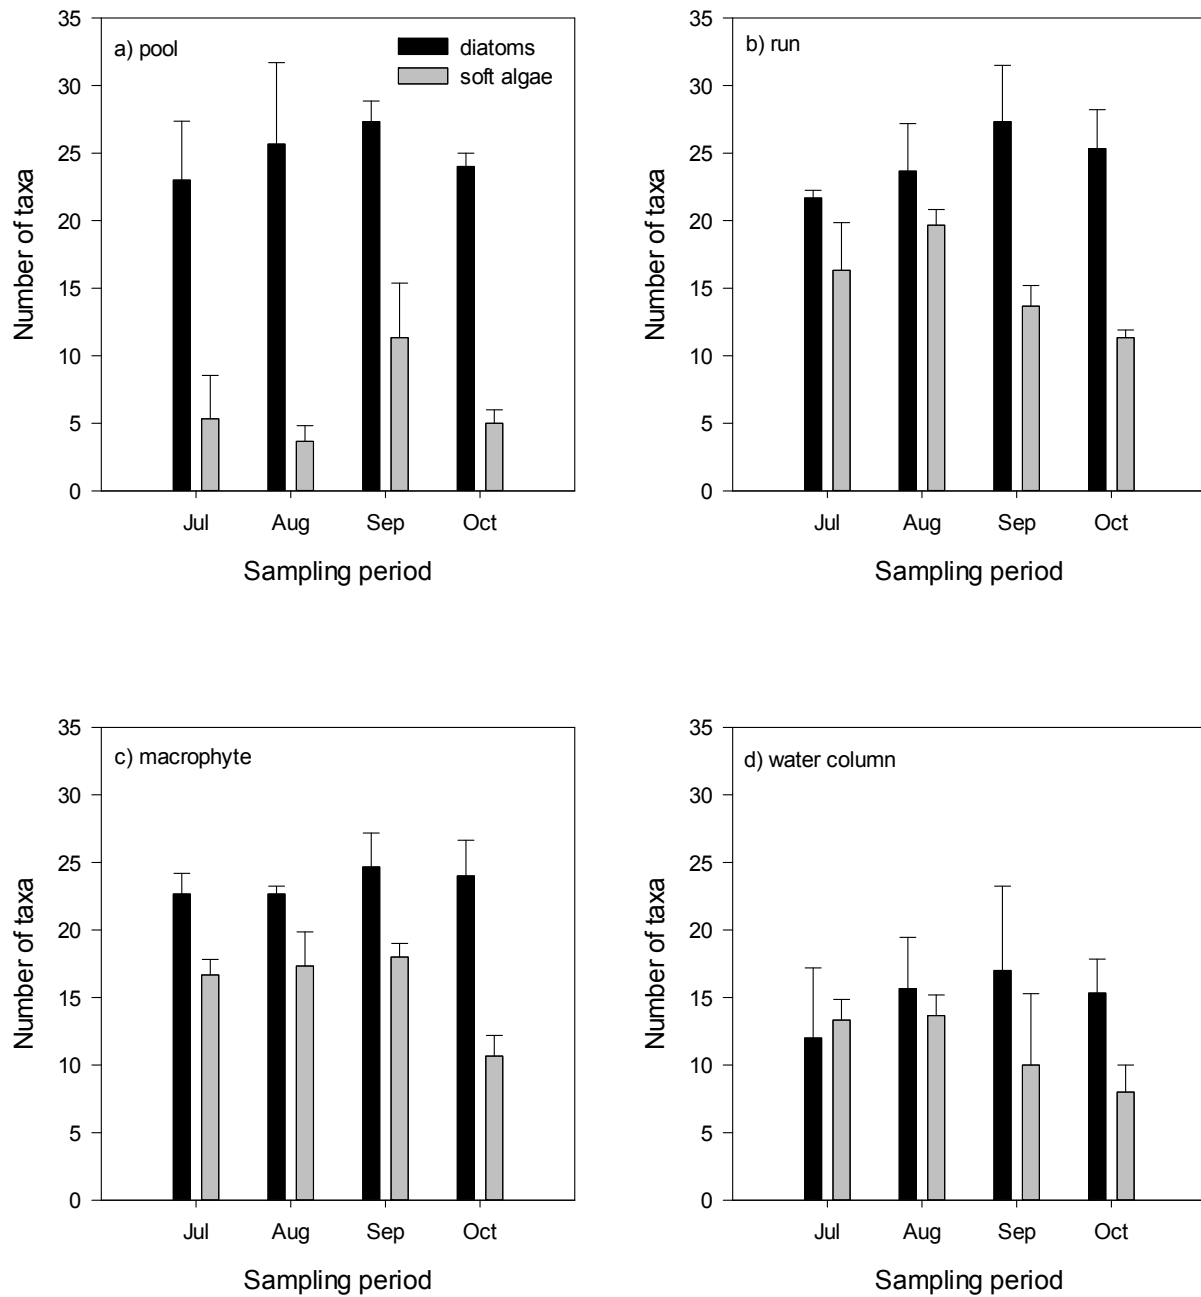 35
30
25
20
15
10
5
0
Number of taxa
a) pool
diatoms
soft algae
Jul Aug Sep Oct
Sampling period
35
30
25
20
15
10
5
0
Number of taxa
b) run
Jul Aug Sep Oct
Sampling period
35
30
25
20
15
10
5
0
Number of taxa
c) macrophyte
Jul Aug Sep Oct
Sampling period
35
30
25
20
15
10
5
0
Number of taxa
d) water column
Jul Aug Sep Oct
Sampling period